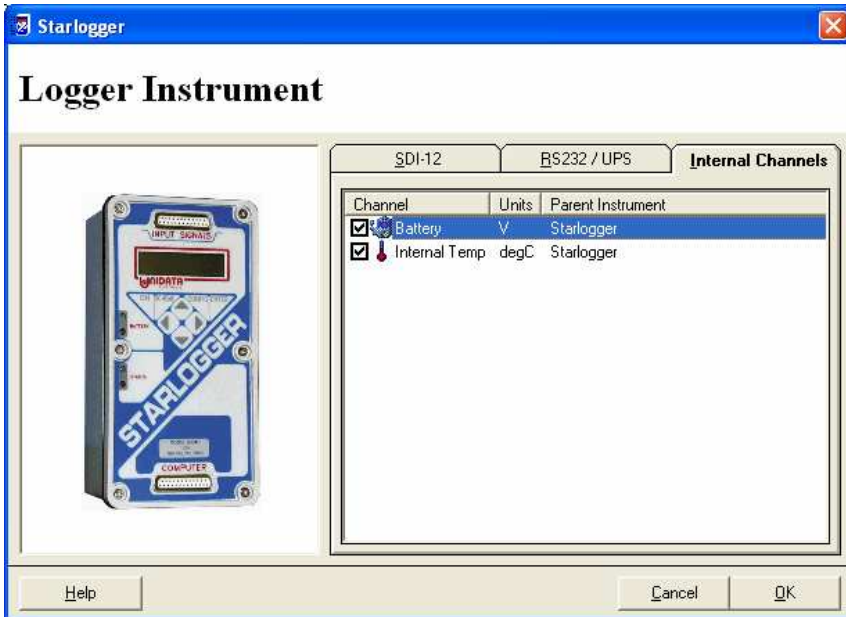 Starlogger
Logger Instrument
SDI-12
RS232 / UPS
Internal Channels
Channel Units Parent Instrument
Battery V Starlogger
Internal Temp degC Starlogger
INPUT SIGNALS
UNIDATA
STARLOGGER
COMPUTER
Help
Cancel
OK